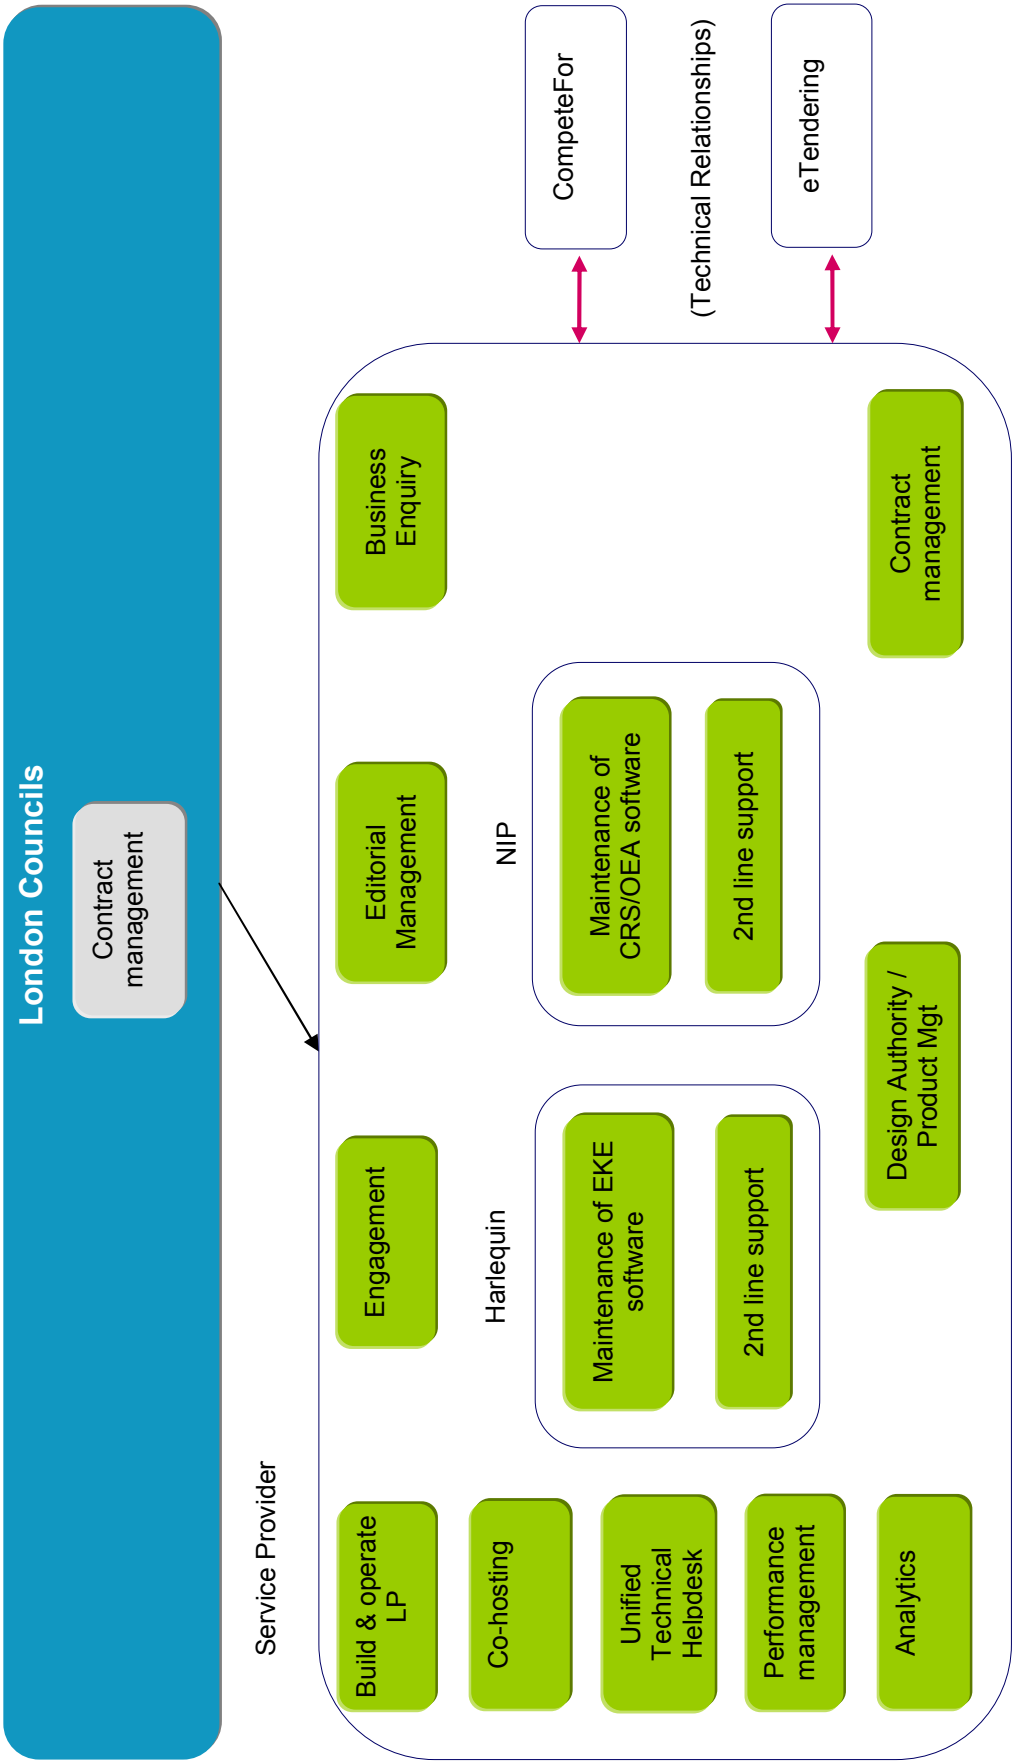 London Councils
Contract
management
Service Provider
Build & operate
LP
Engagement
Editorial
Management
Business
Enquiry
Co-hosting
Unified
Technical
Helpdesk
Performance
management
Analytics
Harlequin
Maintenance of EKE
software
2nd line support
NIP
Maintenance of
CRS/OEA software
2nd line support
Design Authority /
Product Mgt
Contract
management
CompeteFor
(Technical Relationships)
eTendering